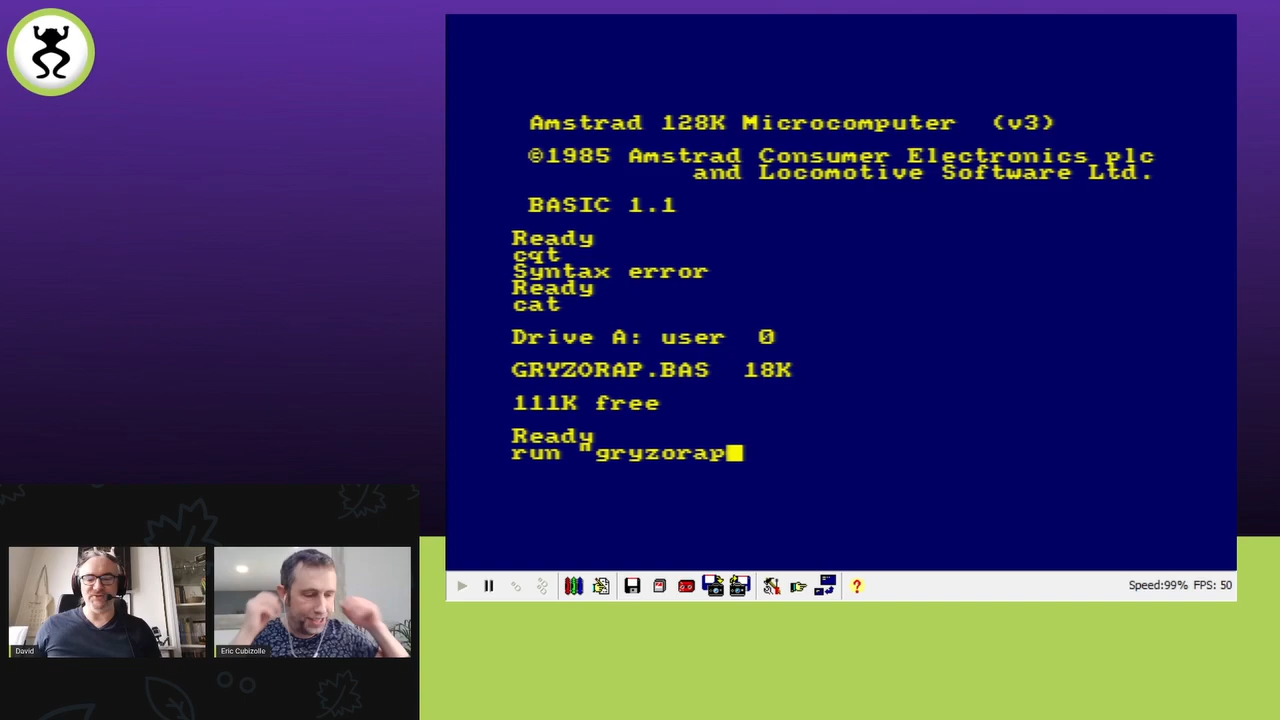 Amstrad 128K Microcomputer (v3)
©1985 Amstrad Consumer Electronics plc
and Locomotive Software Ltd.
BASIC 1.1
Ready
cqt
Syntax error
Ready
cat
Drive A: user 0
GRYZORAP.BAS 18K
111K free
Ready
run "gryzorap
Speed:99% FPS: 50
David
Eric Cubizolle